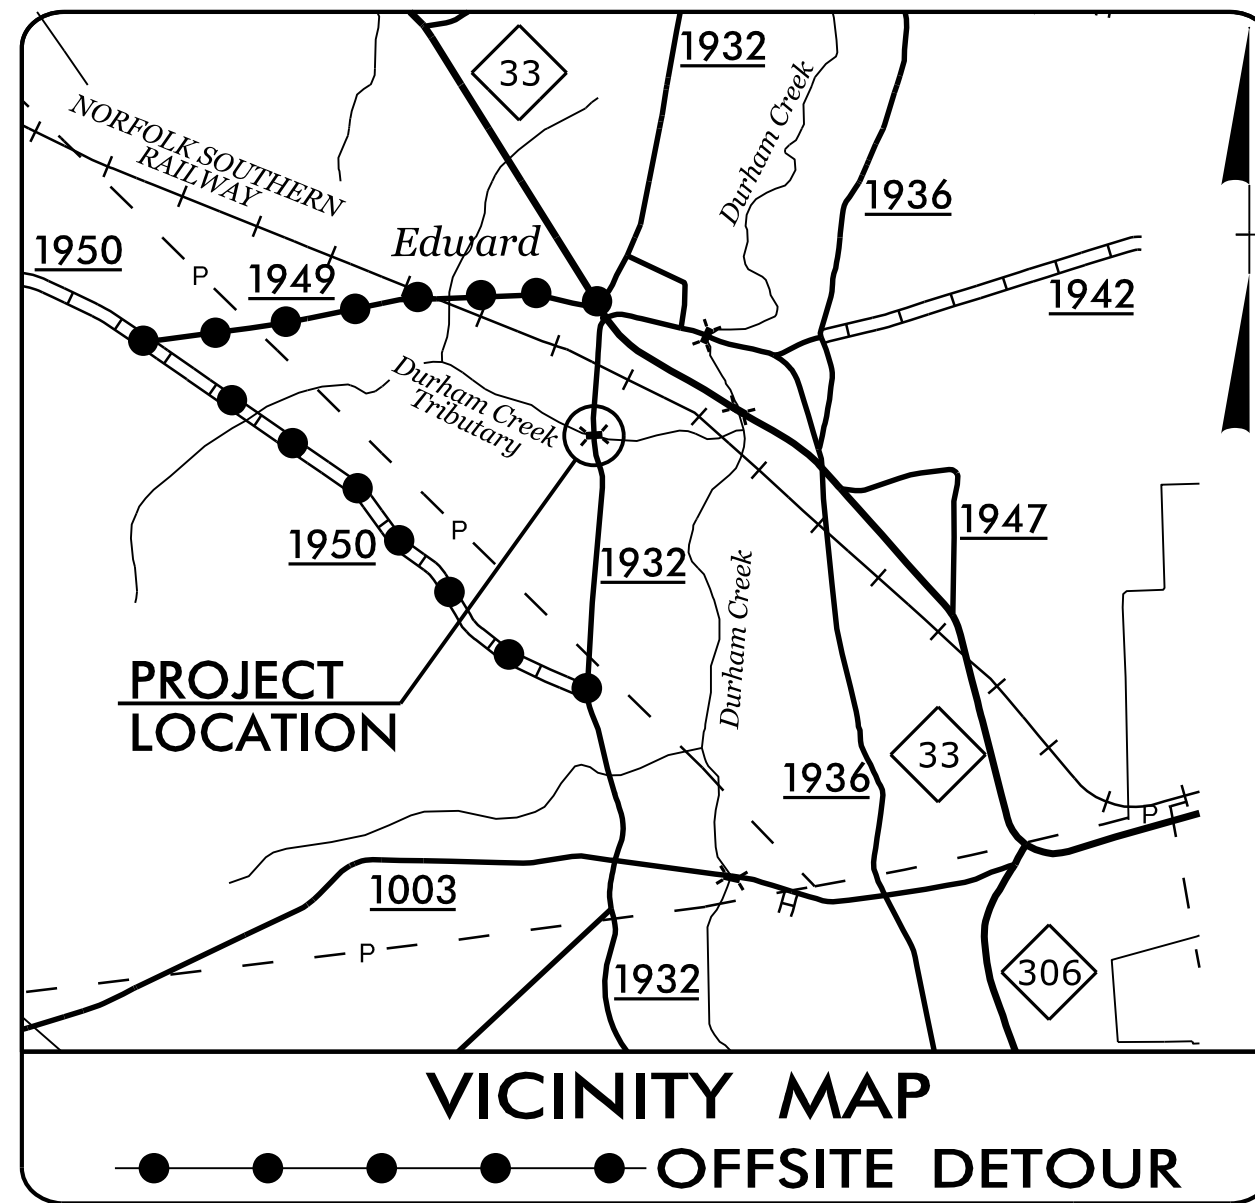 33
1932
Durham Creek
NORFOLK SOUTHERN
RAILWAY
1936
1950
P
1949
Edward
1942
Durham Creek
Tributary
1950
P
1932
1947
Durham Creek
PROJECT
LOCATION
1936
33
P
1003
P
1932
306
VICINITY MAP
OFFSITE DETOUR